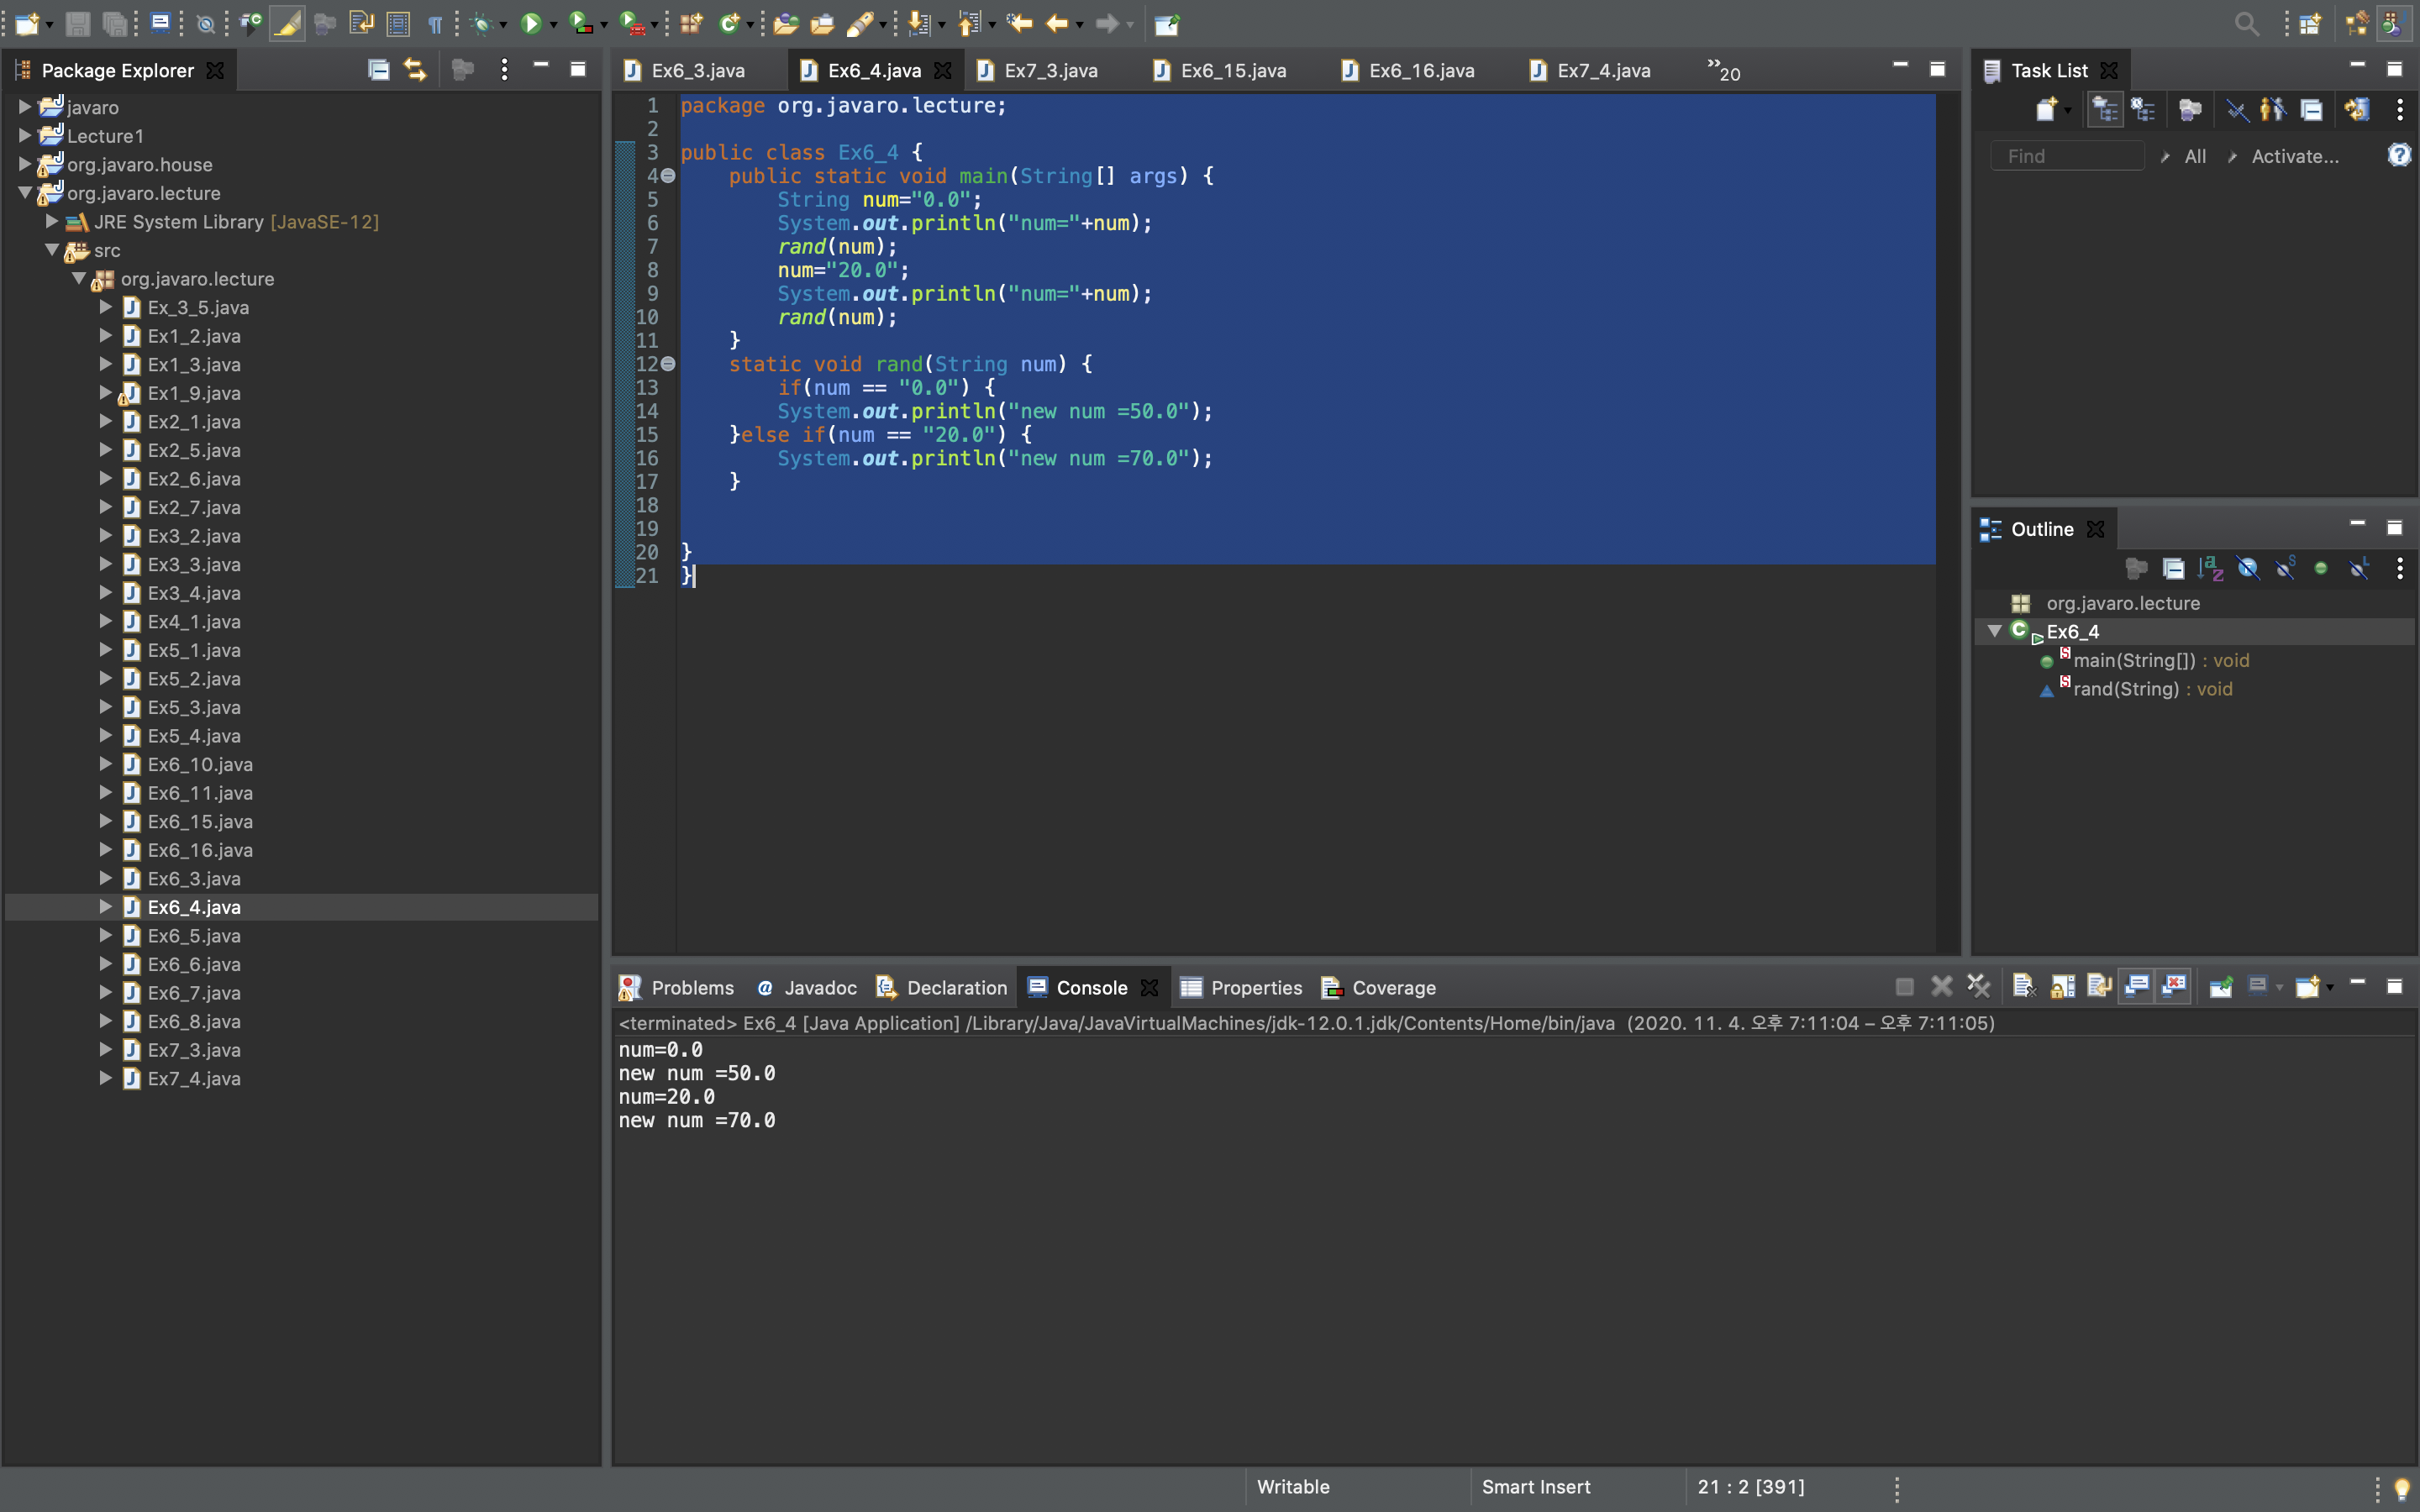 Package Explorer
javaro
Lecture1
org.javaro.house
org.javaro.lecture
JRE System Library [JavaSE-12]
src
org.javaro.lecture
Ex_3_5.java
Ex1_2.java
Ex1_3.java
Ex1_9.java
Ex2_1.java
Ex2_5.java
Ex2_6.java
Ex2_7.java
Ex3_2.java
Ex3_3.java
Ex3_4.java
Ex4_1.java
Ex5_1.java
Ex5_2.java
Ex5_3.java
Ex5_4.java
Ex6_10.java
Ex6_11.java
Ex6_15.java
Ex6_16.java
Ex6_3.java
Ex6_4.java
Ex6_5.java
Ex6_6.java
Ex6_7.java
Ex6_8.java
Ex7_3.java
Ex7_4.java
Ex6_3.java Ex6_4.java Ex7_3.java Ex6_15.java Ex6_16.java Ex7_4.java »20
1 package org.javaro.lecture;
2
3 public class Ex6_4 {
4 public static void main(String[] args) {
5 String num="0.0";
6 System.out.println("num="+num);
7 rand(num);
8 num="20.0";
9 System.out.println("num="+num);
10 rand(num);
11 }
12 static void rand(String num) {
13 if(num == "0.0") {
14 System.out.println("new num =50.0");
15 }else if(num == "20.0") {
16 System.out.println("new num =70.0");
17 }
18
19
20 }
21 }
Task List
Find All Activate...
Outline
org.javaro.lecture
Ex6_4
main(String[]) : void
rand(String) : void
Problems Javadoc Declaration Console Properties Coverage
<terminated> Ex6_4 [Java Application] /Library/Java/JavaVirtualMachines/jdk-12.0.1.jdk/Contents/Home/bin/java (2020. 11. 4. 오후 7:11:04 – 오후 7:11:05)
num=0.0
new num =50.0
num=20.0
new num =70.0
Writable Smart Insert 21 : 2 [391]